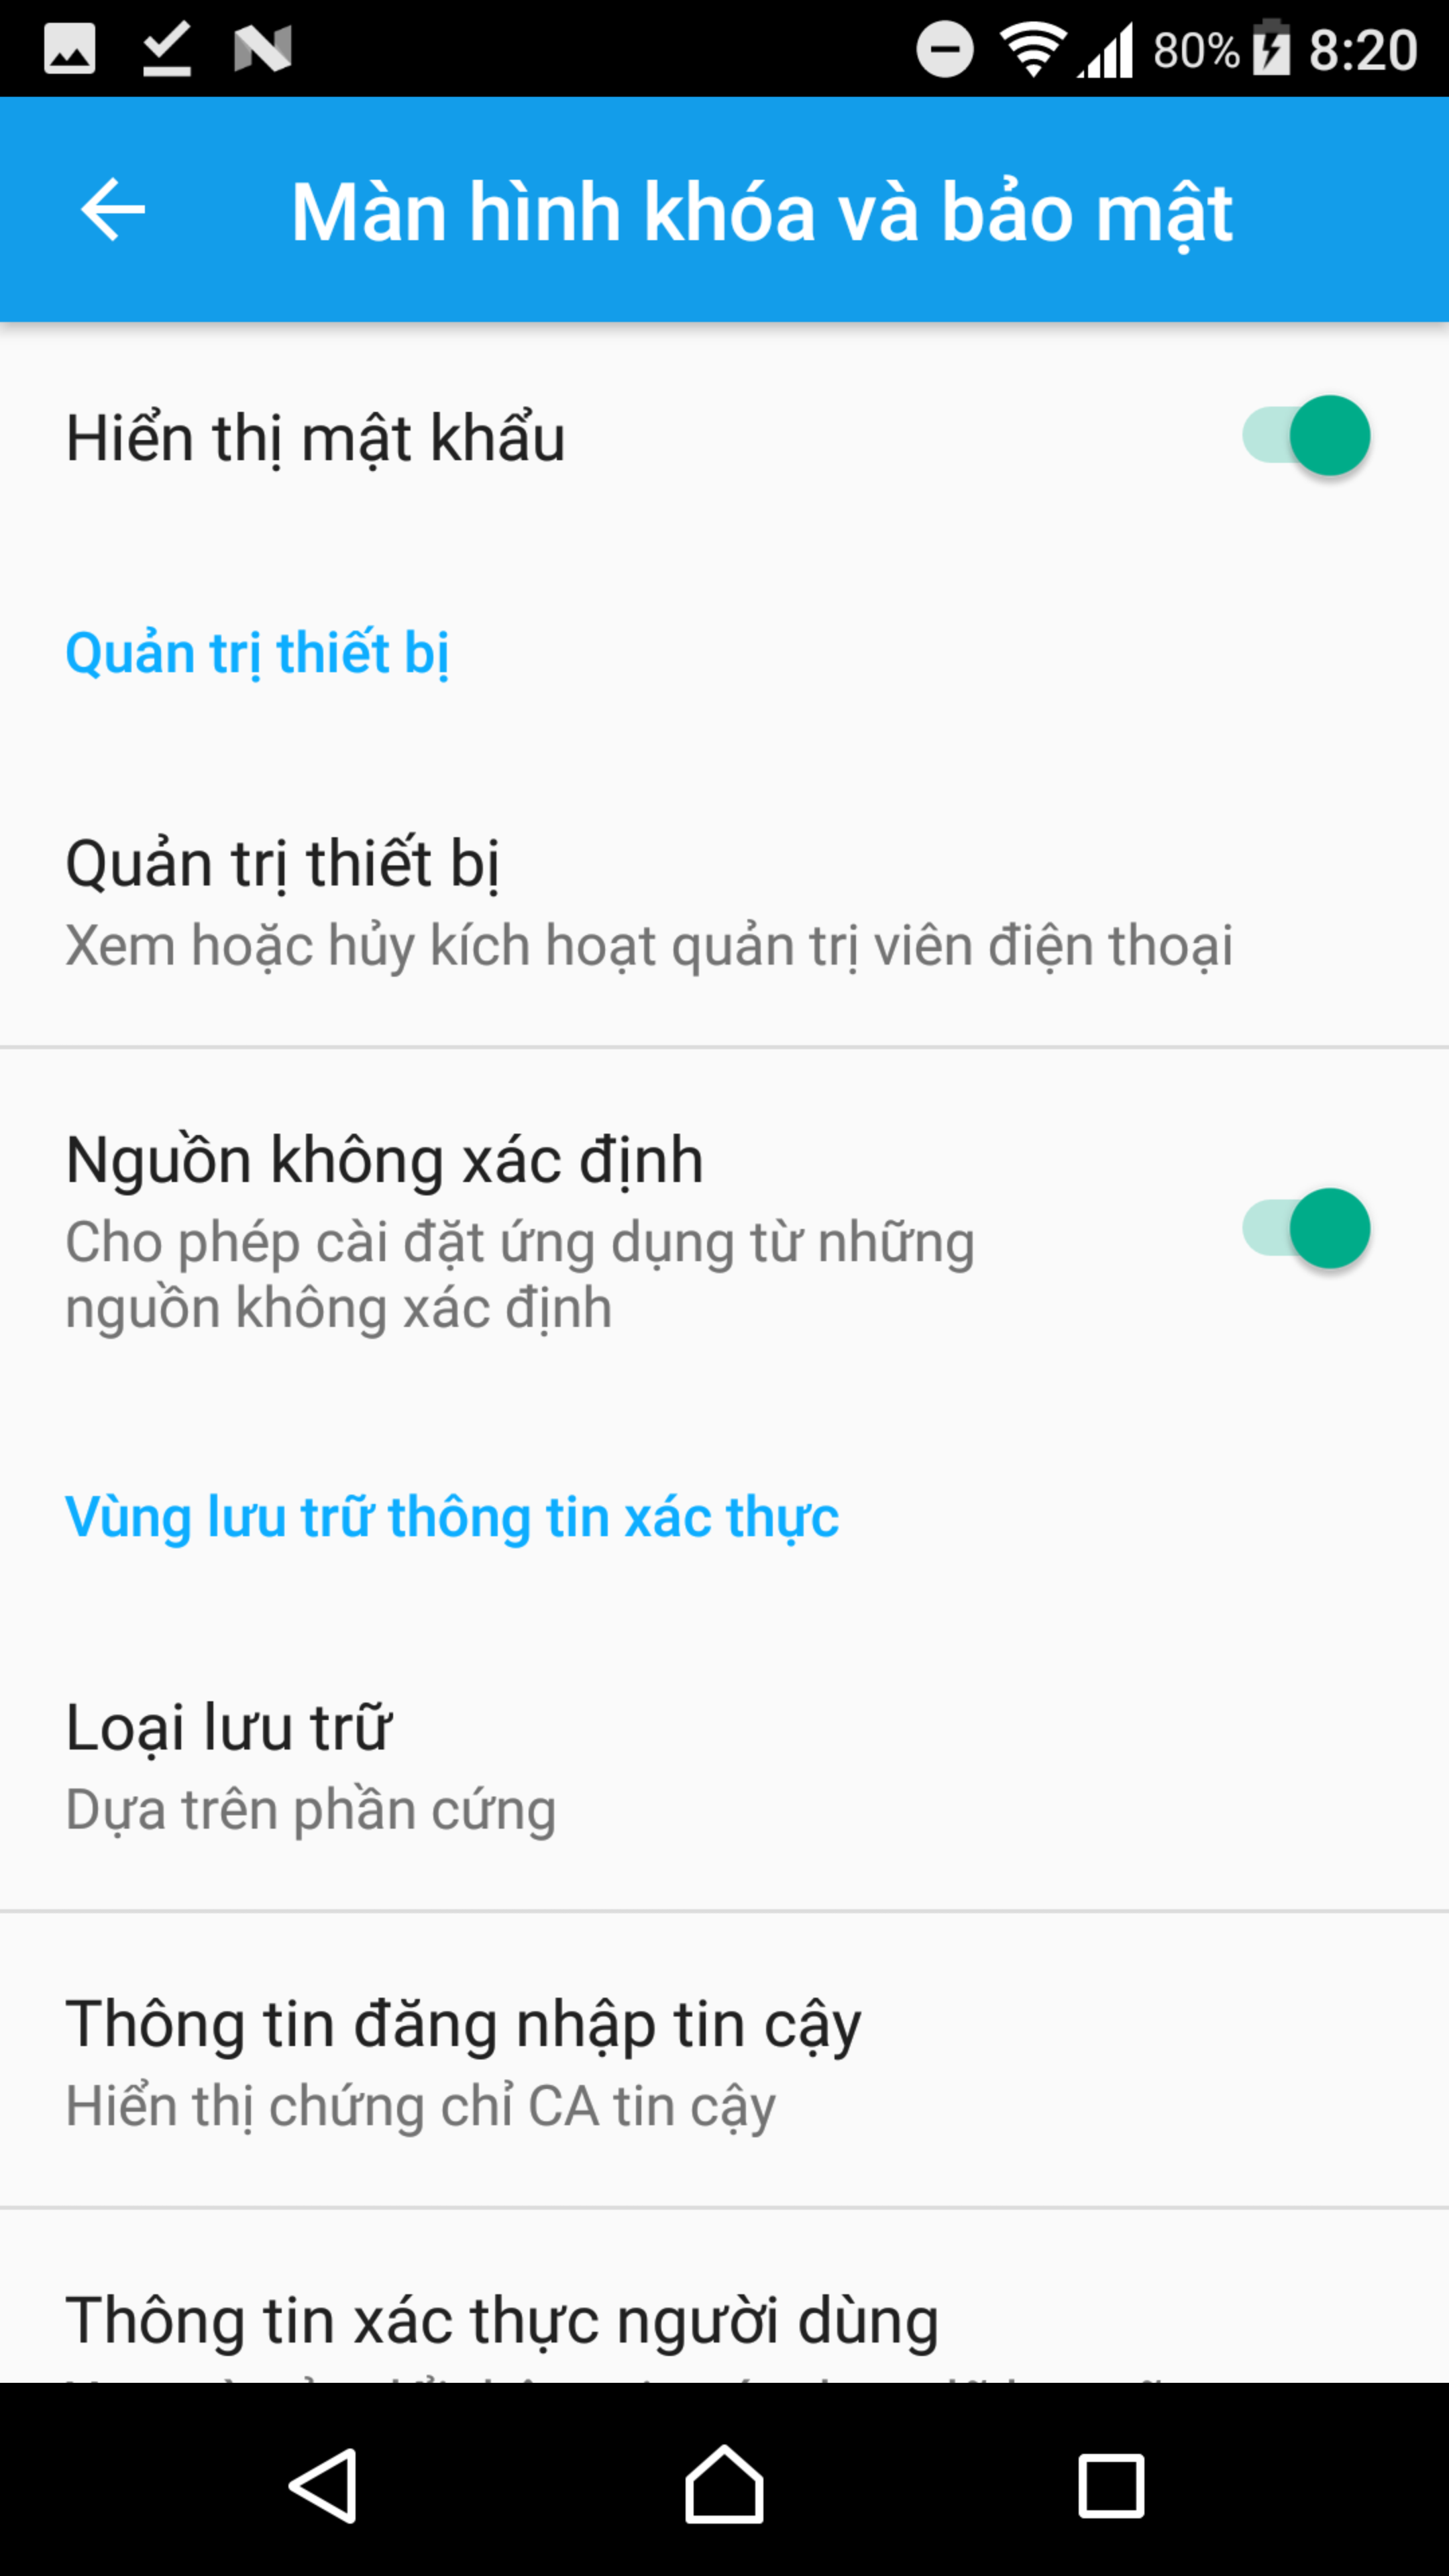 80% 8:20
Màn hình khóa và bảo mật
Hiển thị mật khẩu
Quản trị thiết bị
Quản trị thiết bị
Xem hoặc hủy kích hoạt quản trị viên điện thoại
Nguồn không xác định
Cho phép cài đặt ứng dụng từ những
nguồn không xác định
Vùng lưu trữ thông tin xác thực
Loại lưu trữ
Dựa trên phần cứng
Thông tin đăng nhập tin cậy
Hiển thị chứng chỉ CA tin cậy
Thông tin xác thực người dùng